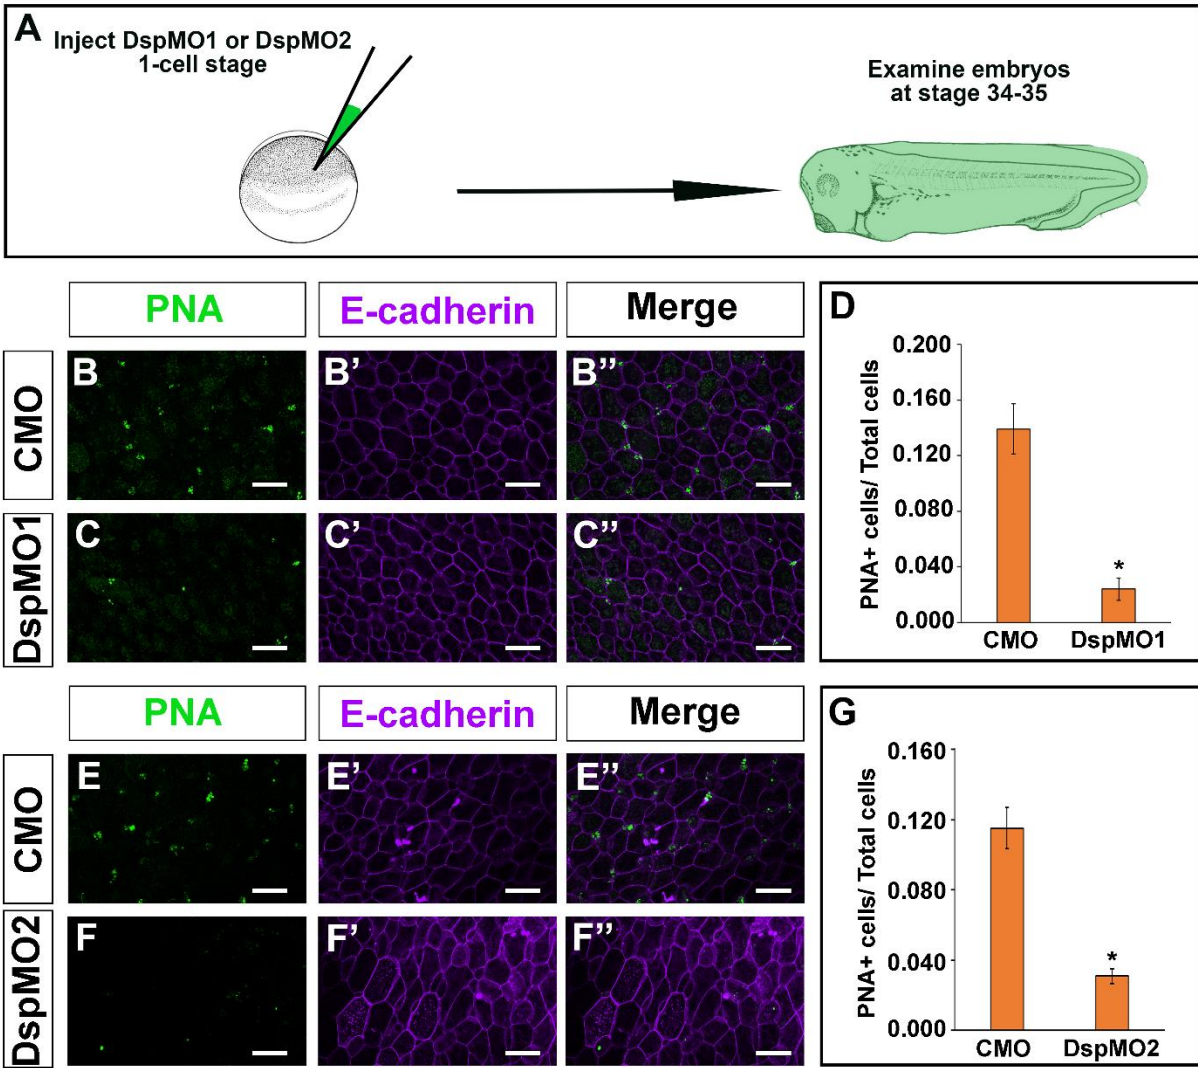 A
Inject DspMO1 or DspMO2
1-cell stage
Examine embryos
at stage 34-35
PNA
E-cadherin
Merge
CMO
B
B’
B’’
DspMO1
C
C’
C’’
D
PNA+ cells/ Total cells
0.200
0.160
0.120
0.080
0.040
0.000
*
CMO
DspMO1
PNA
E-cadherin
Merge
CMO
E
E’
E’’
DspMO2
F
F’
F’’
G
PNA+ cells/ Total cells
0.160
0.120
0.080
0.040
0.000
*
CMO
DspMO2